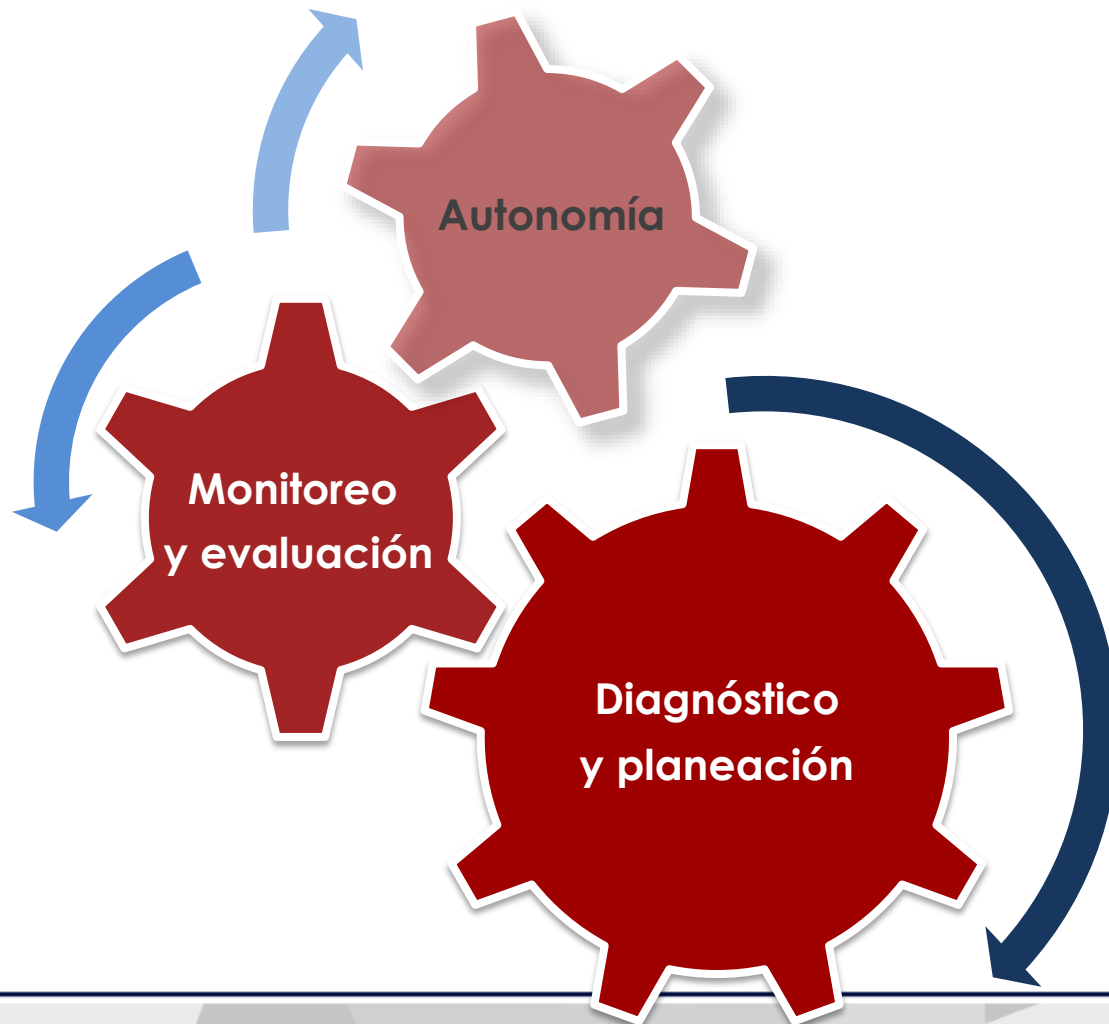 Autonomía
Monitoreo
y evaluación
Diagnóstico
y planeación